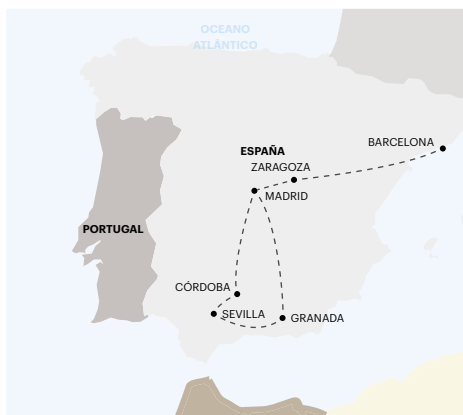 OCEANO
ATLÁNTICO
BARCELONA
ESPAÑA
ZARAGOZA
MADRID
PORTUGAL
CÓRDOBA
SEVILLA
GRANADA